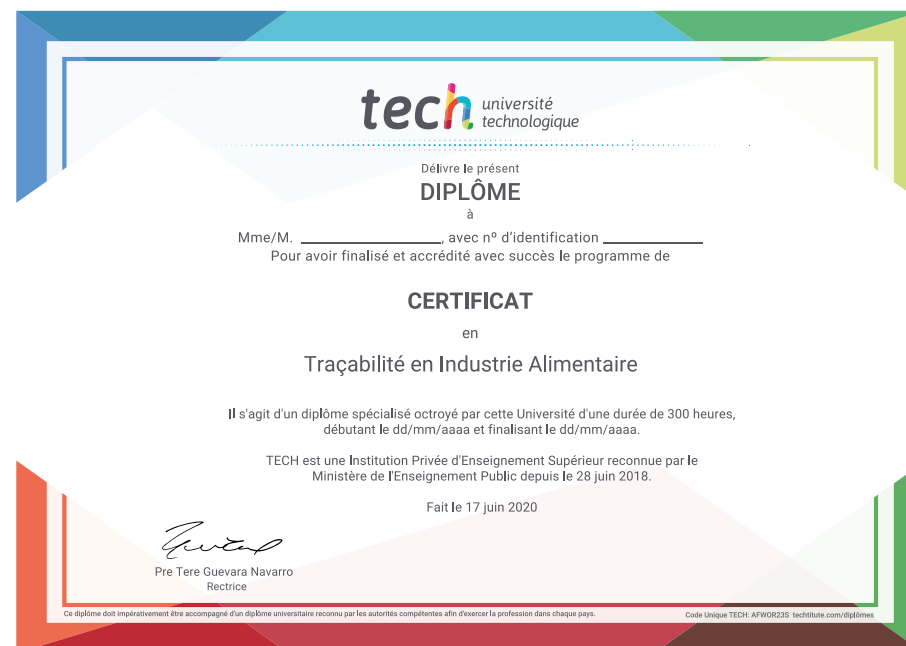 tech université
technologique
Délivre le présent
DIPLÔME
à
Mme/M. ____________________, avec nº d'identification ______________
Pour avoir finalisé et accrédité avec succès le programme de
CERTIFICAT
en
Traçabilité en Industrie Alimentaire
Il s'agit d'un diplôme spécialisé octroyé par cette Université d'une durée de 300 heures,
débutant le dd/mm/aaaa et finalisant le dd/mm/aaaa.
TECH est une Institution Privée d'Enseignement Supérieur reconnue par le
Ministère de l'Enseignement Public depuis le 28 juin 2018.
Fait le 17 juin 2020
Pre Tere Guevara Navarro
Rectrice
Ce diplôme doit impérativement être accompagné d'un diplôme universitaire reconnu par les autorités compétentes afin d'exercer la profession dans chaque pays.
Code Unique TECH: AFWOR23S techtitute.com/diplômes